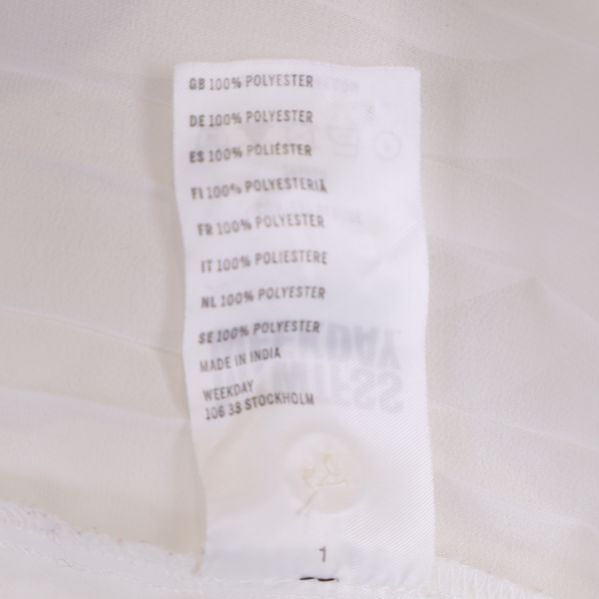 GB 100% POLYESTER
DE 100% POLYESTER
ES 100% POLIÉSTER
FI 100% POLYESTERIA
FR 100% POLYESTER
IT 100% POLIESTERE
NL 100% POLYESTER
SE 100% POLYESTER
MADE IN INDIA
WEEKDAY
106 38 STOCKHOLM
1